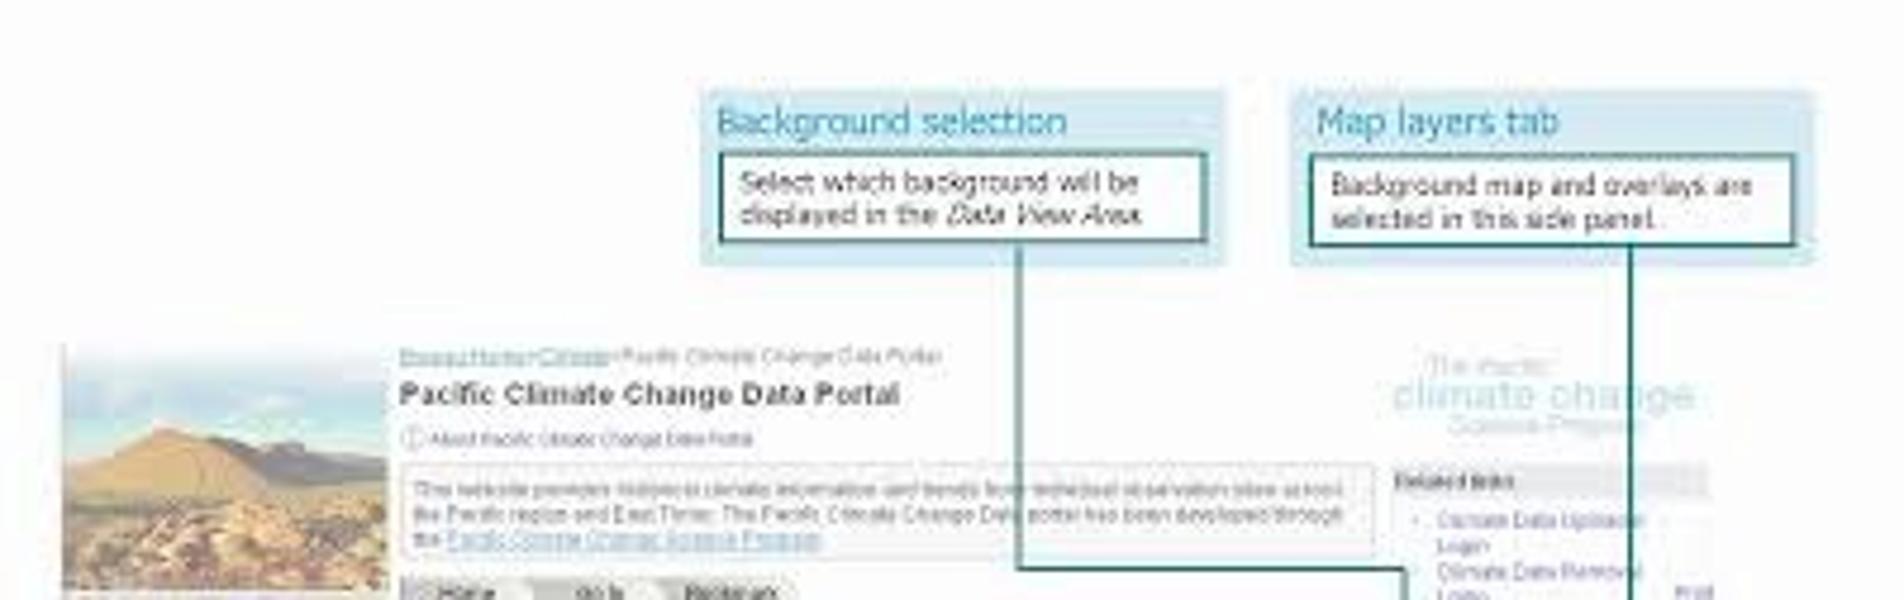 Background selection
Select which background will be
displayed in the Data View Area.
Map layers tab
Background map and overlays are
selected in this side panel.
Bureau Home > Climate > Pacific Climate Change Data Portal
Pacific Climate Change Data Portal
About Pacific Climate Change Data Portal
This website provides historical climate information and trends from individual observation sites across
the Pacific region and East Timor. The Pacific Climate Change Data portal has been developed through
the Pacific Climate Change Science Program
Home Go to Bookmark
The Pacific
climate change
Science Program
Related links
Climate Data Update
Login
Climate Data Removal
Login
Print